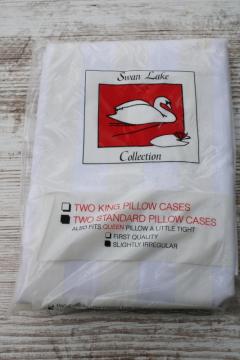 Swan Lake
Collection
TWO KING PILLOW CASES
TWO STANDARD PILLOW CASES
ALSO FITS QUEEN PILLOW A LITTLE TIGHT
FIRST QUALITY
SLIGHTLY IRREGULAR